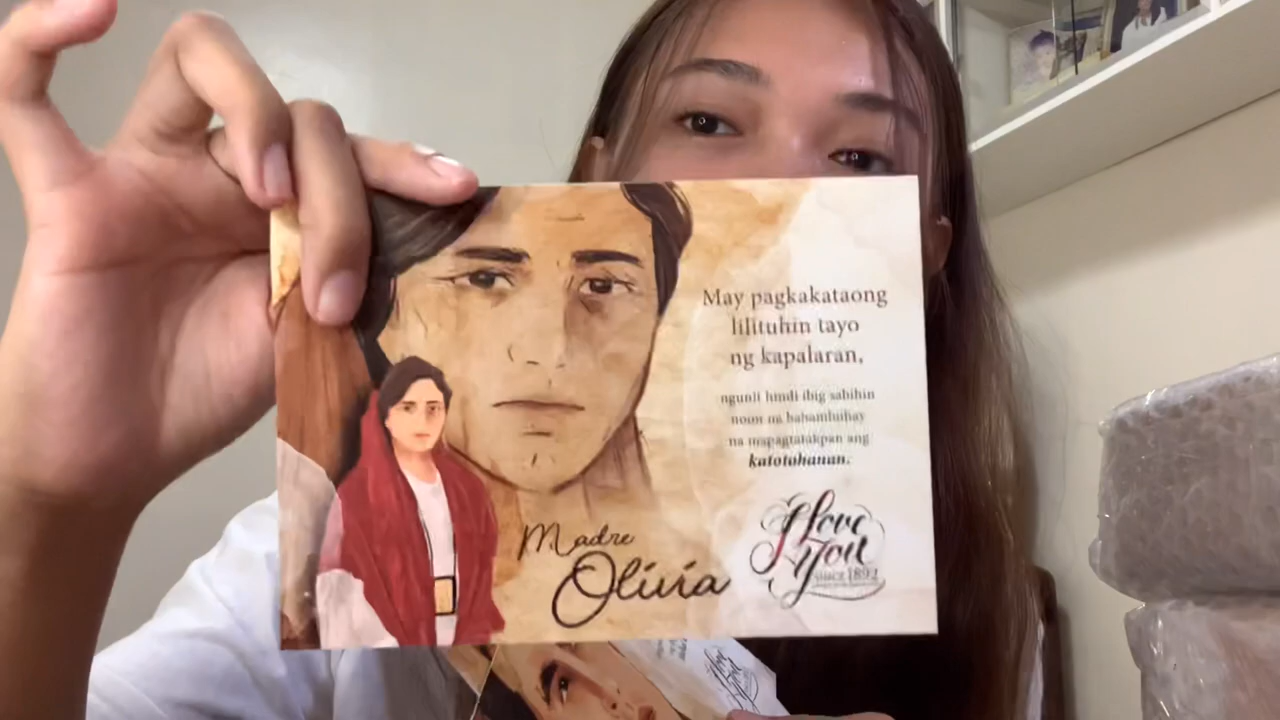 May pagkakataong
lilituhin tayo
ng kapalaran,
ngunit hindi ibig sabihin
noon na habambuhay
na mapagtatakpan ang
katotohanan.
Madre
Olivia
I Love
You
since 1892